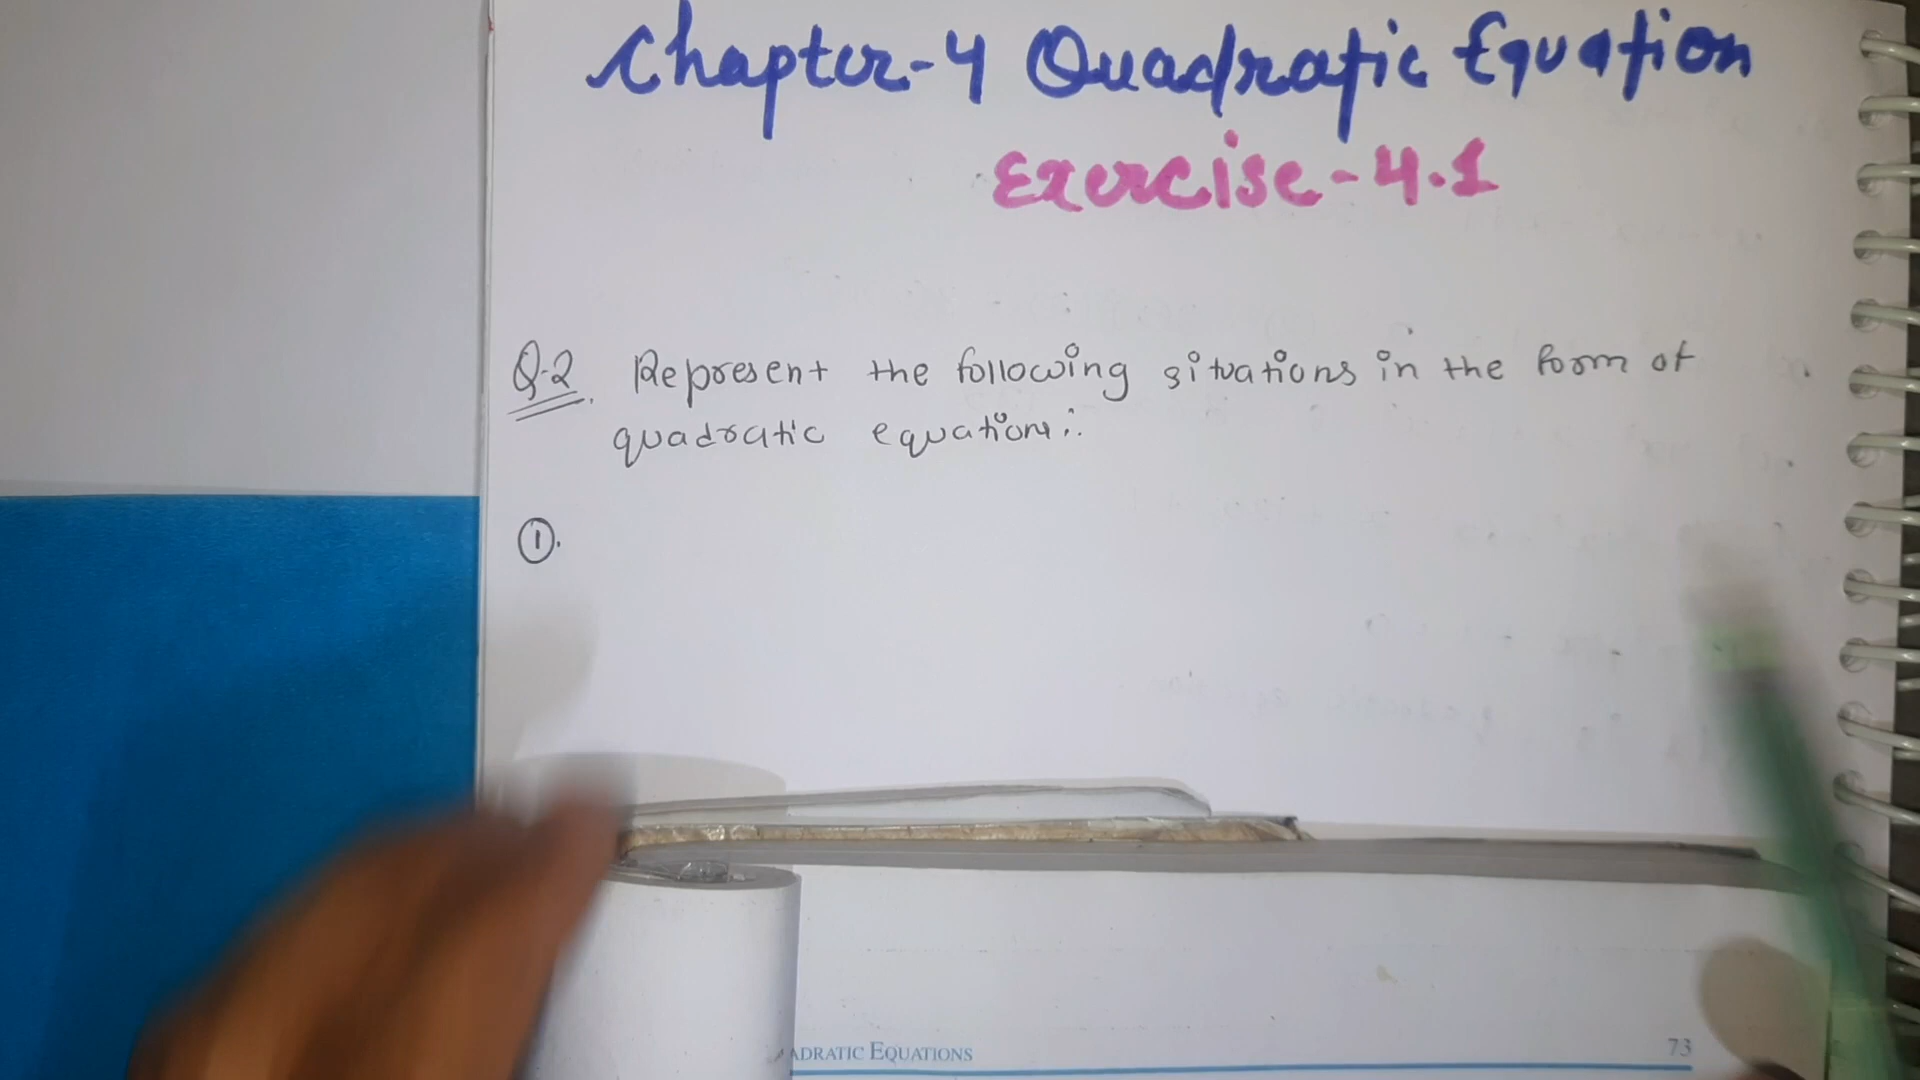 Chapter-4 Quadratic Equation
Exercise-4.1
Q-2. Represent the following situations in the form of
quadratic equations:
①.
ADRATIC EQUATIONS 73